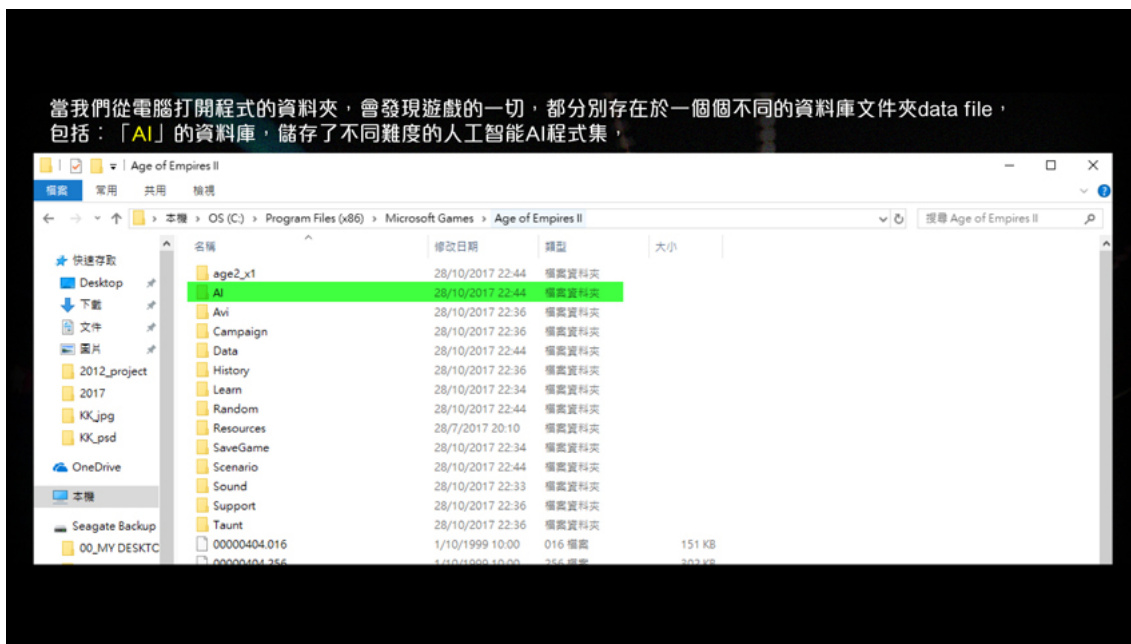 當我們從電腦打開程式的資料夾，會發現遊戲的一切，都分別存在於一個個不同的資料庫文件夾data file，
包括：「AI」的資料庫，儲存了不同難度的人工智能AI程式集，
Age of Empires II
檔案 常用 共用 檢視
本機 › OS (C:) › Program Files (x86) › Microsoft Games › Age of Empires II 搜尋 Age of Empires II
名稱 修改日期 類型 大小
快速存取
Desktop
下載
文件
圖片
2012_project
2017
KK_jpg
KK_psd
OneDrive
本機
Seagate Backup
00_MY DESKTC
age2_x1 28/10/2017 22:44 檔案資料夾
AI 28/10/2017 22:44 檔案資料夾
Avi 28/10/2017 22:36 檔案資料夾
Campaign 28/10/2017 22:36 檔案資料夾
Data 28/10/2017 22:44 檔案資料夾
History 28/10/2017 22:36 檔案資料夾
Learn 28/10/2017 22:34 檔案資料夾
Random 28/10/2017 22:44 檔案資料夾
Resources 28/7/2017 20:10 檔案資料夾
SaveGame 28/10/2017 22:34 檔案資料夾
Scenario 28/10/2017 22:44 檔案資料夾
Sound 28/10/2017 22:33 檔案資料夾
Support 28/10/2017 22:36 檔案資料夾
Taunt 28/10/2017 22:36 檔案資料夾
00000404.016 1/10/1999 10:00 016 檔案 151 KB
00000404.256 1/10/1999 10:00 256 檔案 302 KB